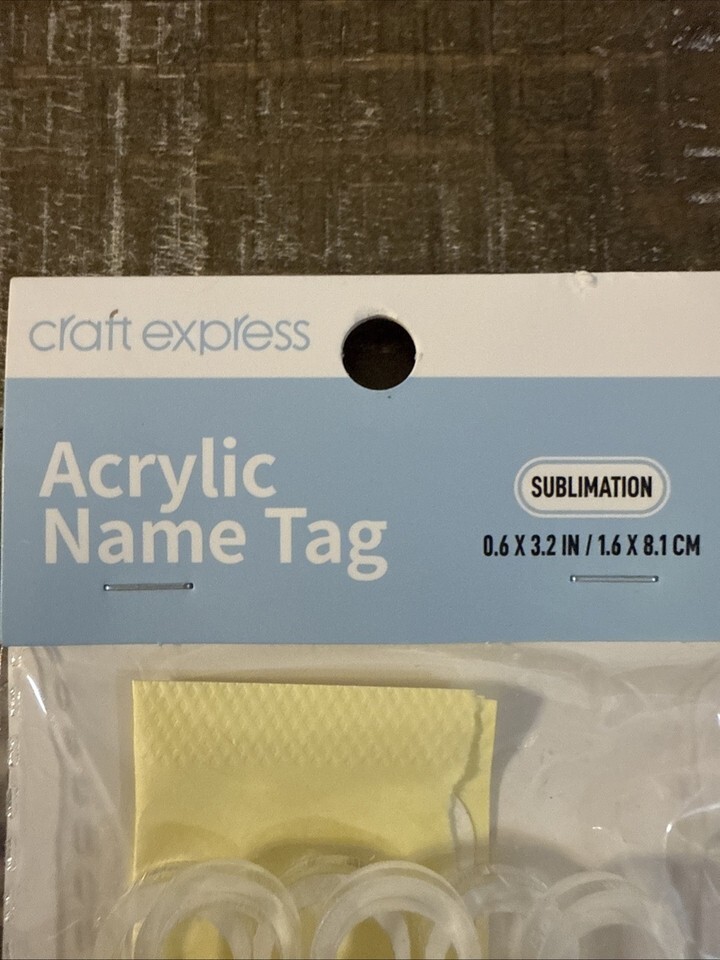 craft express
Acrylic
Name Tag
SUBLIMATION
0.6 X 3.2 IN / 1.6 X 8.1 CM